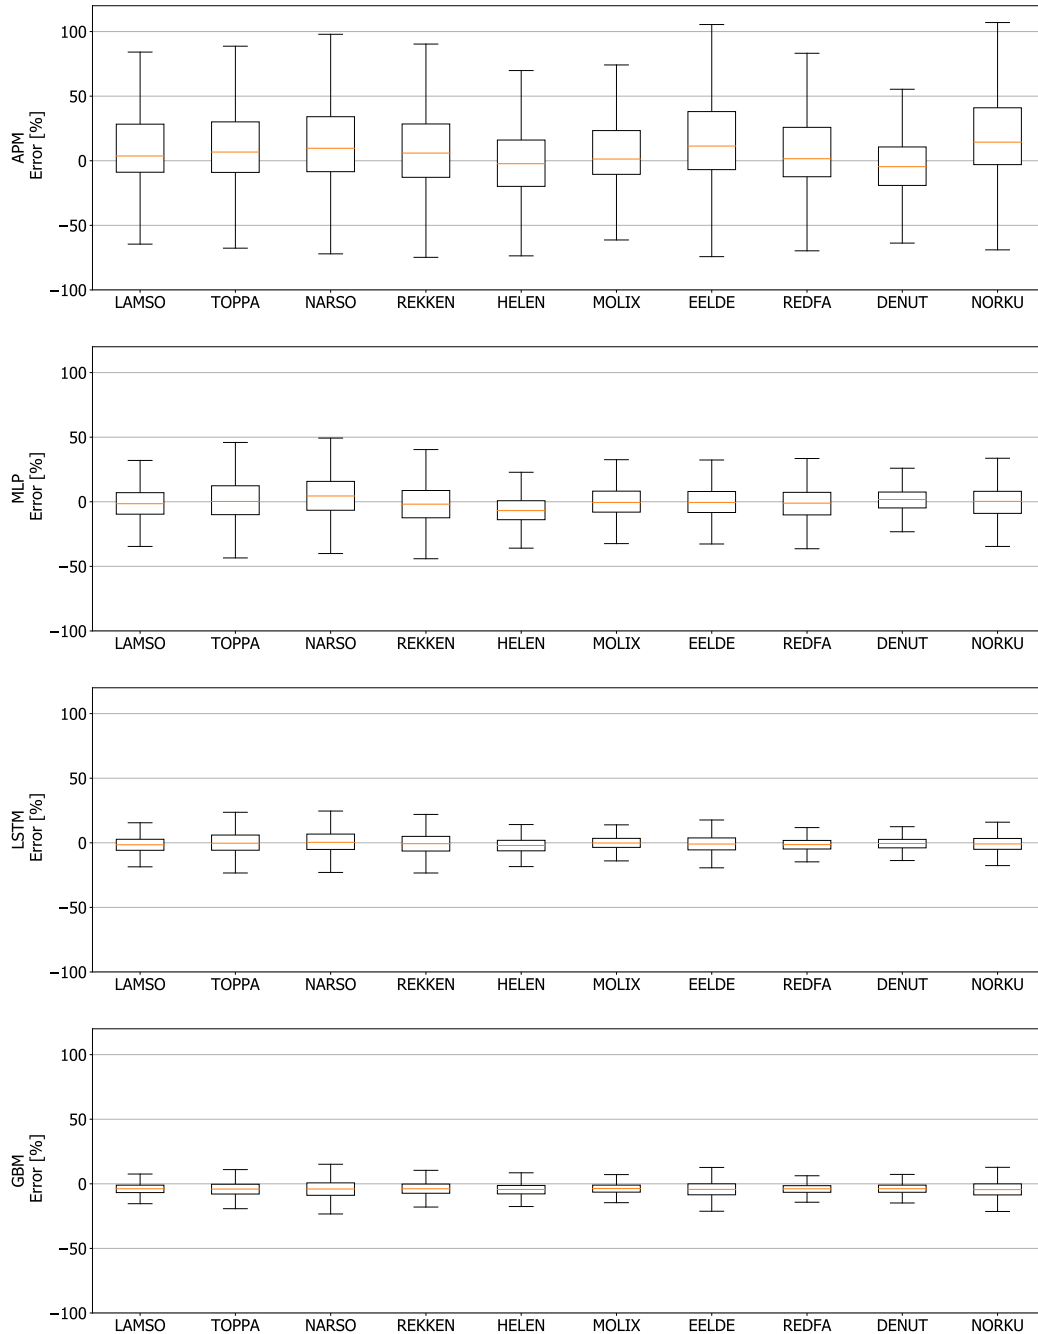 APM
Error [%]
100
50
0
−50
−100
LAMSO TOPPA NARSO REKKEN HELEN MOLIX EELDE REDFA DENUT NORKU
MLP
Error [%]
100
50
0
−50
−100
LAMSO TOPPA NARSO REKKEN HELEN MOLIX EELDE REDFA DENUT NORKU
LSTM
Error [%]
100
50
0
−50
−100
LAMSO TOPPA NARSO REKKEN HELEN MOLIX EELDE REDFA DENUT NORKU
GBM
Error [%]
100
50
0
−50
−100
LAMSO TOPPA NARSO REKKEN HELEN MOLIX EELDE REDFA DENUT NORKU